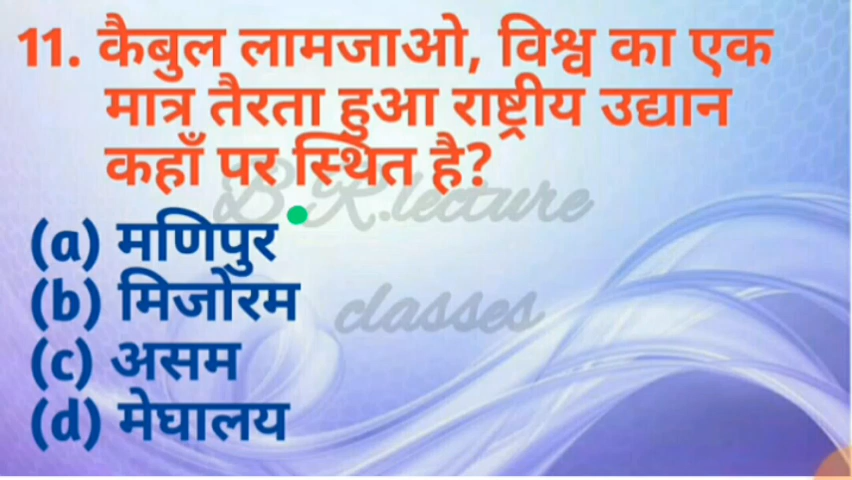 11. कैबुल लामजाओ, विश्व का एक
मात्र तैरता हुआ राष्ट्रीय उद्यान
कहाँ पर स्थित है?
B.R.lecture
(a) मणिपुर
(b) मिजोरम
classes
(c) असम
(d) मेघालय